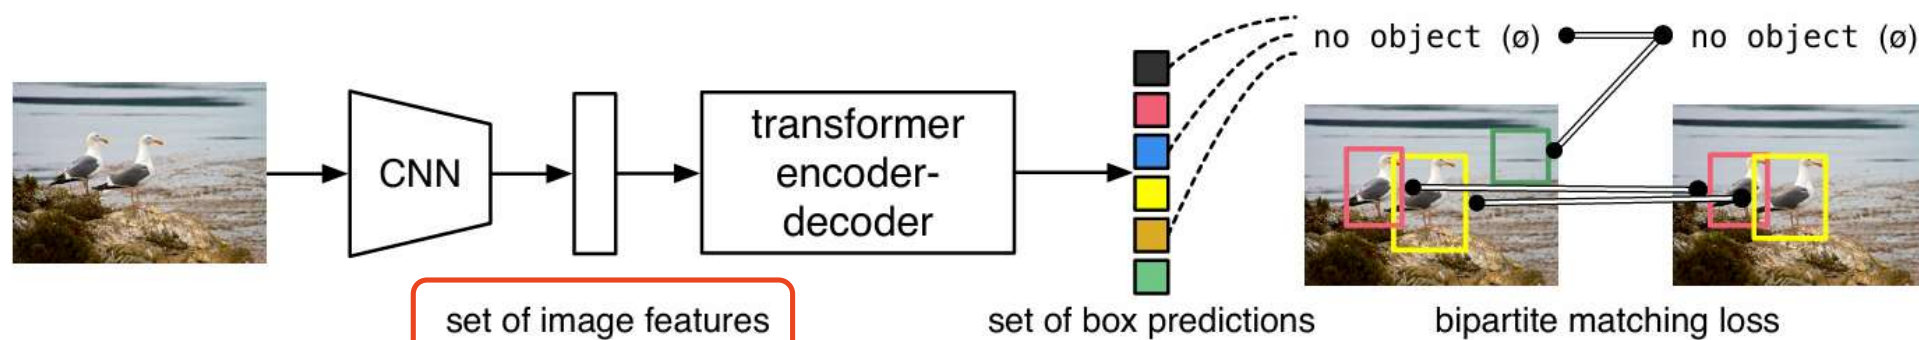 no object (ø)
no object (ø)
CNN
transformer
encoder-
decoder
set of image features
set of box predictions
bipartite matching loss